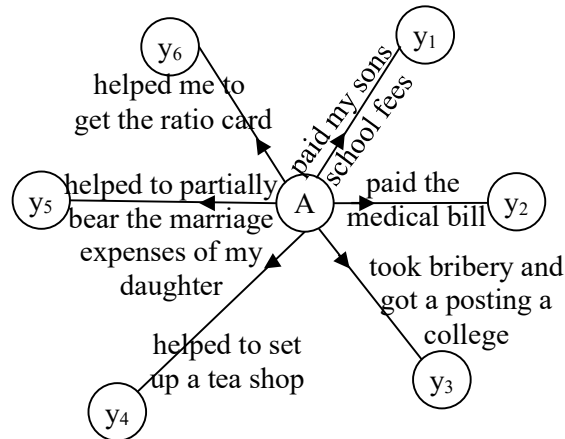 y6
y1
helped me to
get the ratio card
paid my sons
school fees
y5
helped to partially
bear the marriage
expenses of my
daughter
A
paid the
medical bill
y2
took bribery and
got a posting a
college
helped to set
up a tea shop
y4
y3